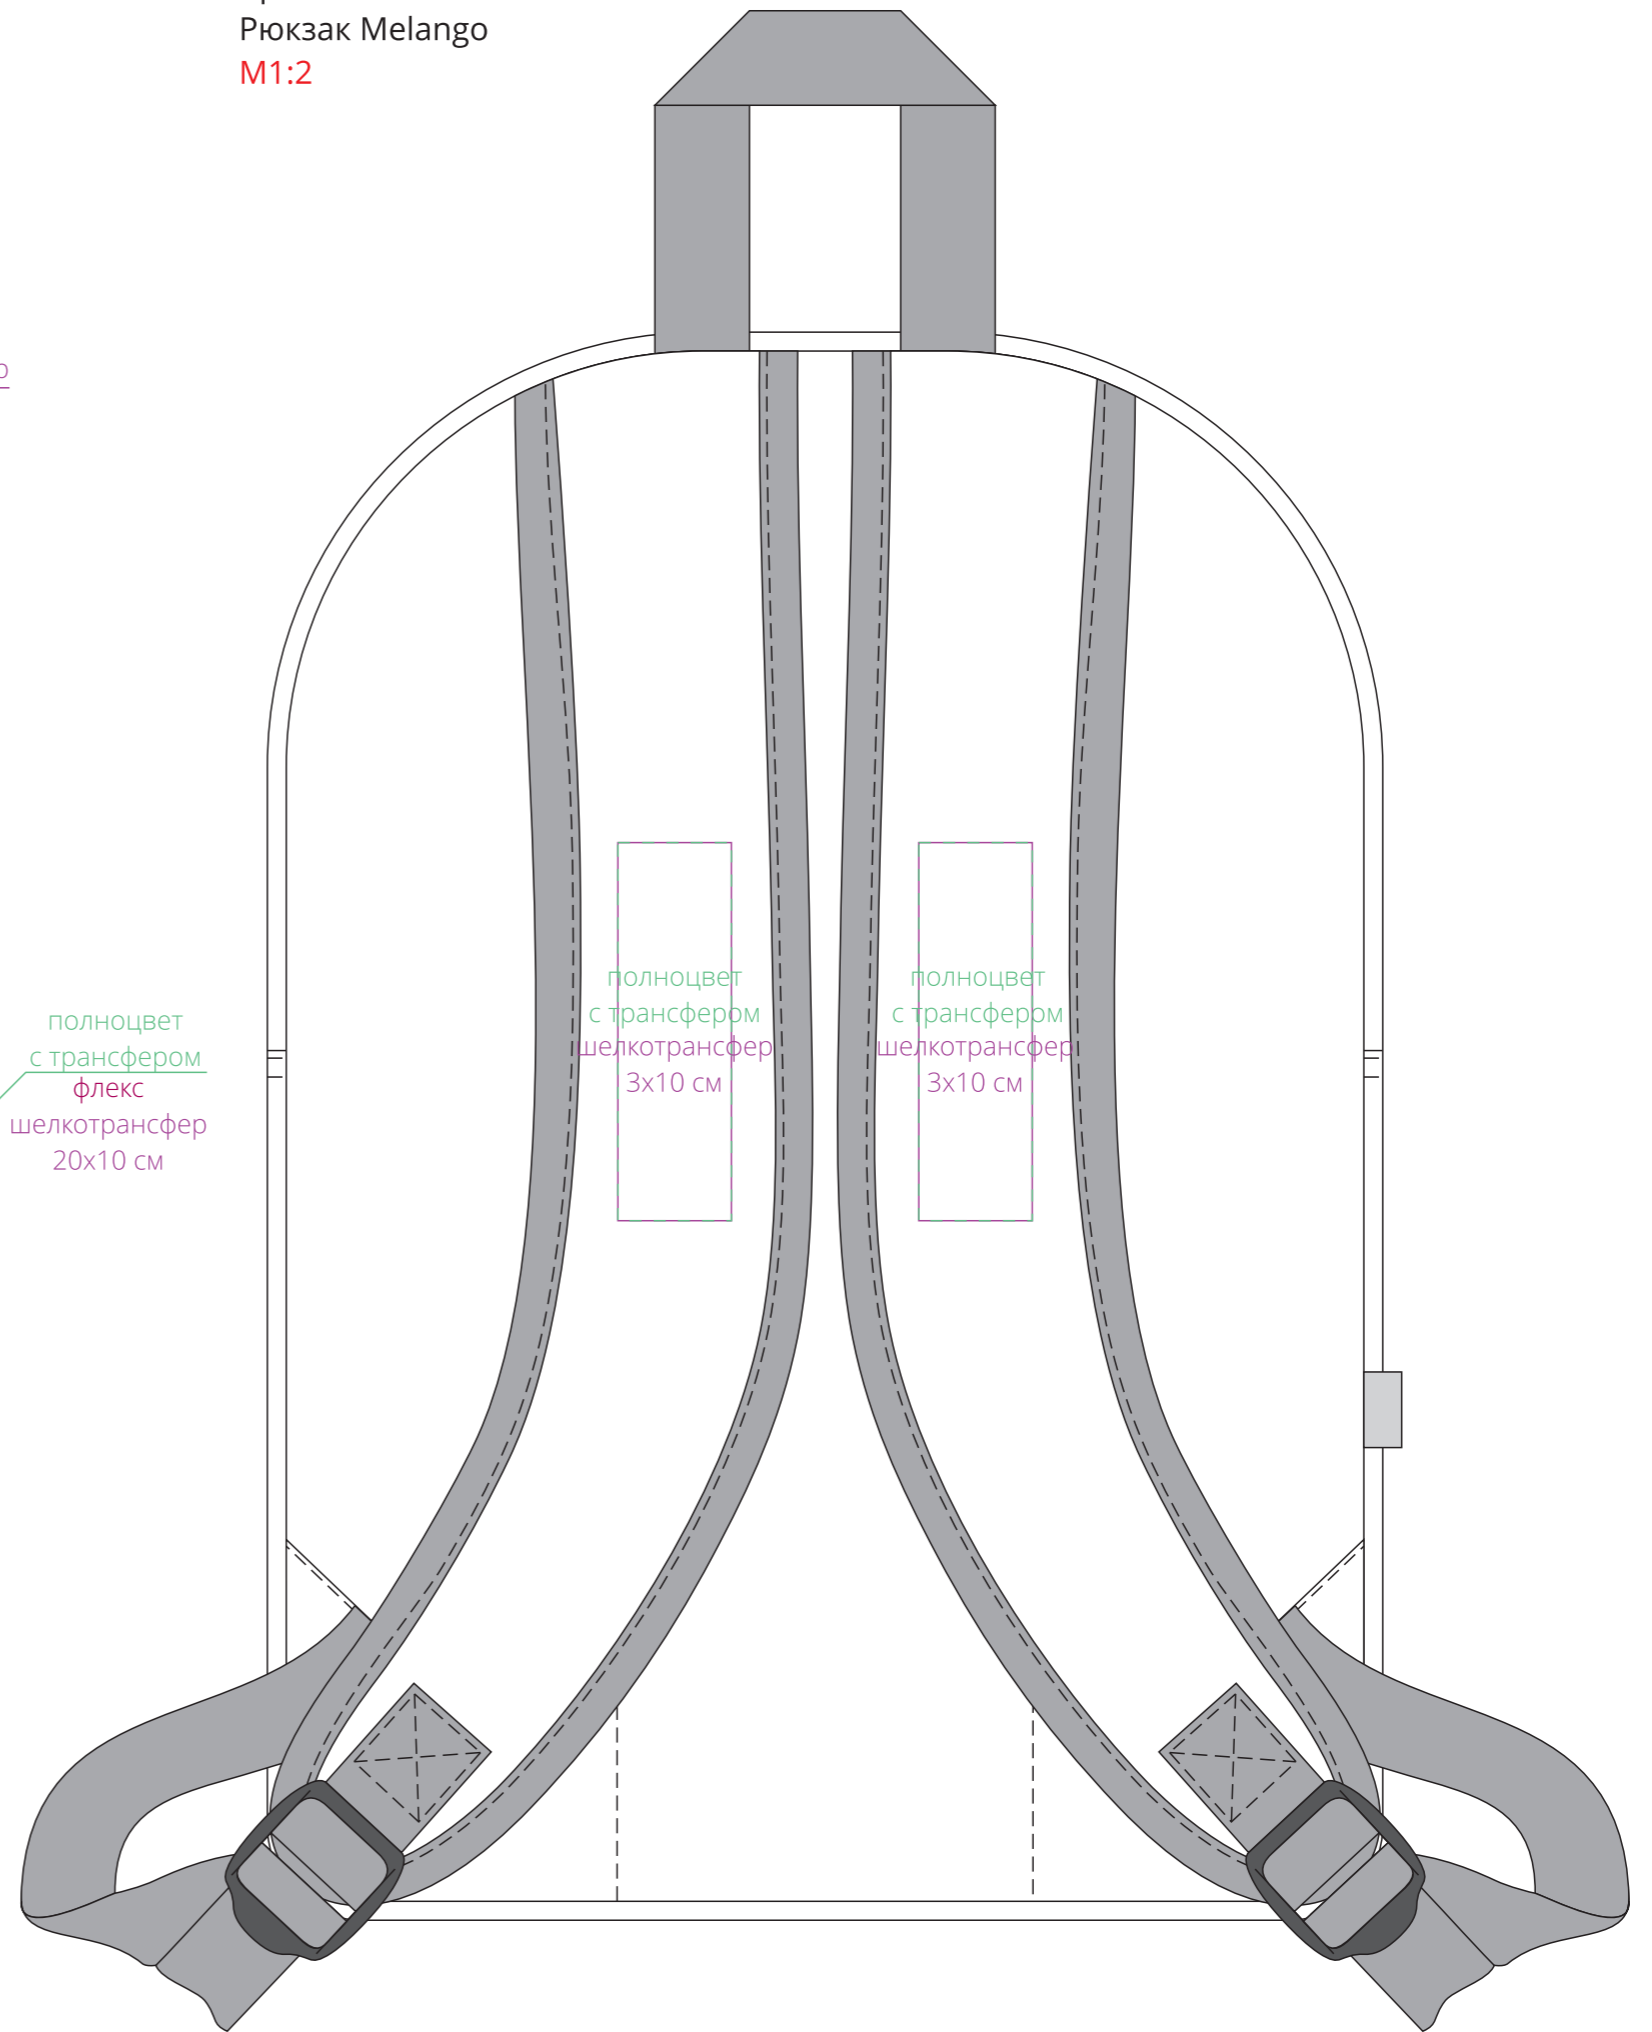 Рюкзак Melango
М1:2
полноцвет
с трансфером
флекс
шелкотрансфер
20х10 см
полноцвет
с трансфером
шелкотрансфер
3х10 см
полноцвет
с трансфером
шелкотрансфер
3х10 см